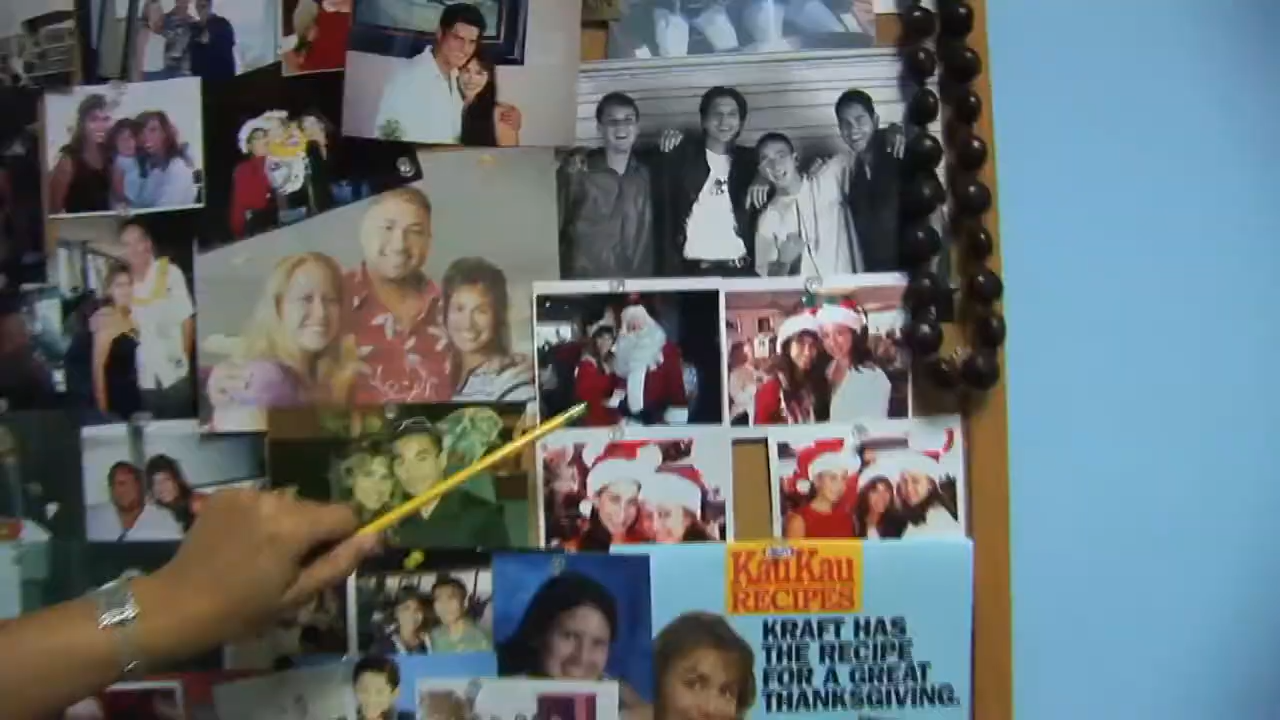 KauKau
RECIPES
KRAFT HAS
THE RECIPE
FOR A GREAT
THANKSGIVING.